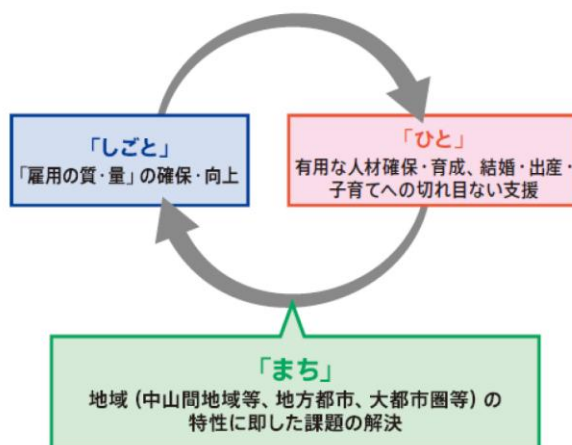 「しごと」
「雇用の質・量」の確保・向上
「ひと」
有用な人材確保・育成、結婚・出産・
子育てへの切れ目ない支援
「まち」
地域（中山間地域等、地方都市、大都市圏等）の
特性に即した課題の解決